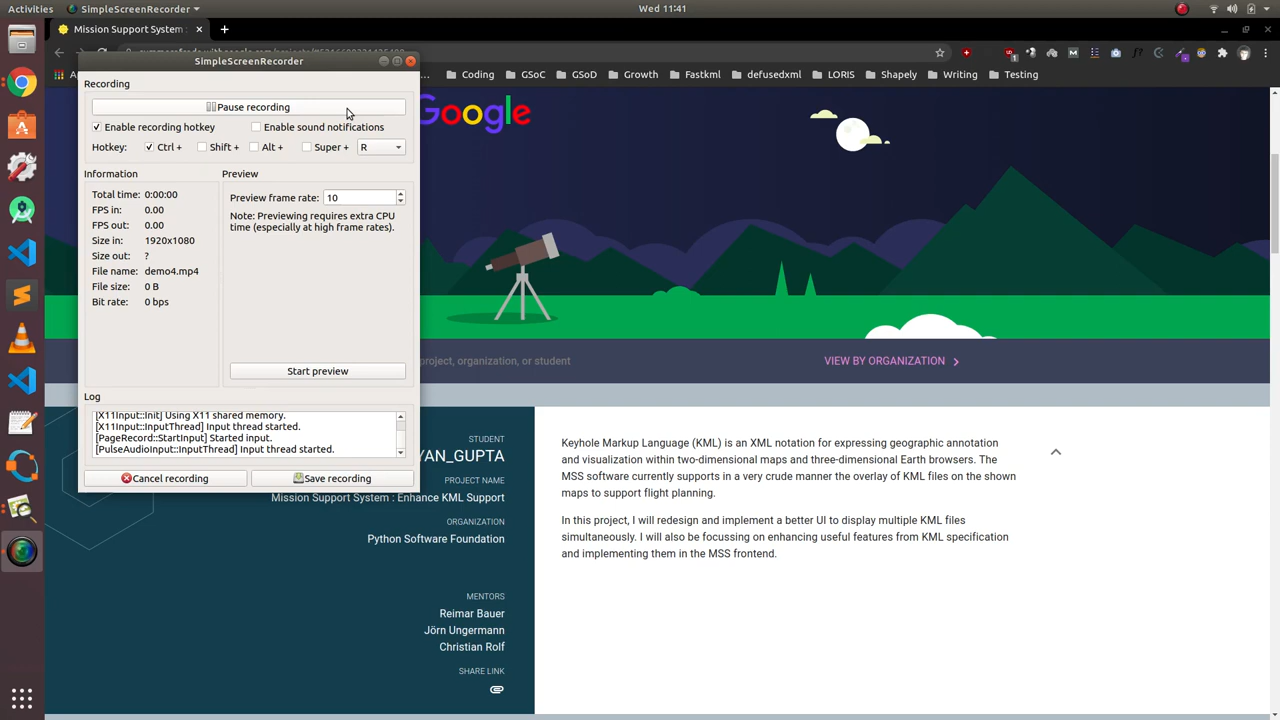 Activities
SimpleScreenRecorder
Wed 11:41
Mission Support System
SimpleScreenRecorder
Coding
GSoC
GSoD
Growth
Fastkml
defusedxml
LORIS
Shapely
Writing
Testing
Recording
Pause recording
Enable recording hotkey
Enable sound notifications
Hotkey:
Ctrl +
Shift +
Alt +
Super +
R
Information
Total time: 0:00:00
FPS in: 0.00
FPS out: 0.00
Size in: 1920x1080
Size out: ?
File name: demo4.mp4
File size: 0 B
Bit rate: 0 bps
Preview
Preview frame rate: 10
Note: Previewing requires extra CPU
time (especially at high frame rates).
Start preview
Log
[X11Input::Init] Using X11 shared memory.
[X11Input::InputThread] Input thread started.
[PageRecord::StartInput] Started input.
[PulseAudioInput::InputThread] Input thread started.
Cancel recording
Save recording
Google
project, organization, or student
VIEW BY ORGANIZATION
STUDENT
YAN_GUPTA
PROJECT NAME
Mission Support System : Enhance KML Support
ORGANIZATION
Python Software Foundation
MENTORS
Reimar Bauer
Jörn Ungermann
Christian Rolf
SHARE LINK
Keyhole Markup Language (KML) is an XML notation for expressing geographic annotation
and visualization within two-dimensional maps and three-dimensional Earth browsers. The
MSS software currently supports in a very crude manner the overlay of KML files on the shown
maps to support flight planning.
In this project, I will redesign and implement a better UI to display multiple KML files
simultaneously. I will also be focussing on enhancing useful features from KML specification
and implementing them in the MSS frontend.